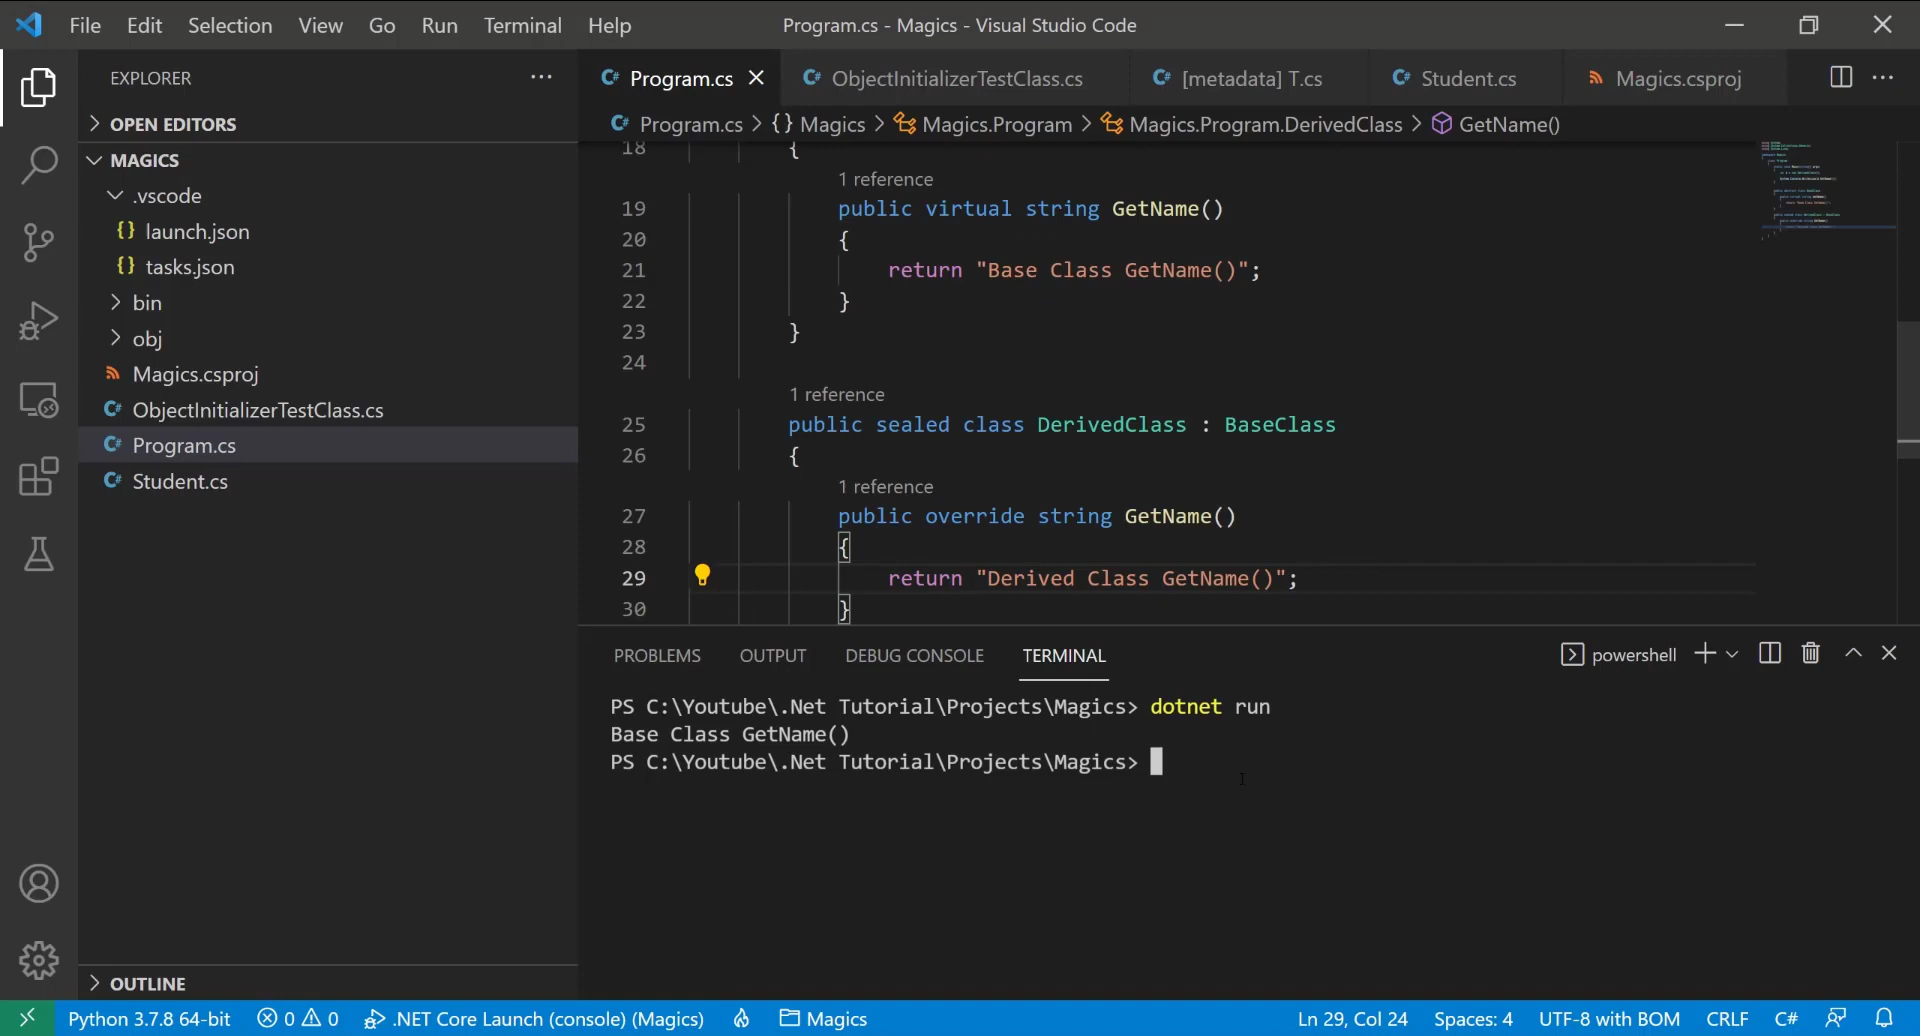 File Edit Selection View Go Run Terminal Help
Program.cs - Magics - Visual Studio Code
EXPLORER
OPEN EDITORS
MAGICS
.vscode
{} launch.json
{} tasks.json
bin
obj
Magics.csproj
C# ObjectInitializerTestClass.cs
C# Program.cs
C# Student.cs
OUTLINE
C# Program.cs C# ObjectInitializerTestClass.cs C# [metadata] T.cs C# Student.cs Magics.csproj
C# Program.cs > {} Magics > Magics.Program > Magics.Program.DerivedClass > GetName()
18 {
1 reference
19 public virtual string GetName()
20 {
21 return "Base Class GetName()";
22 }
23 }
24
1 reference
25 public sealed class DerivedClass : BaseClass
26 {
1 reference
27 public override string GetName()
28 {
29 return "Derived Class GetName()";
30 }
PROBLEMS OUTPUT DEBUG CONSOLE TERMINAL
powershell
PS C:\Youtube\.Net Tutorial\Projects\Magics> dotnet run
Base Class GetName()
PS C:\Youtube\.Net Tutorial\Projects\Magics>
Python 3.7.8 64-bit 0 0 .NET Core Launch (console) (Magics) Magics
Ln 29, Col 24 Spaces: 4 UTF-8 with BOM CRLF C#